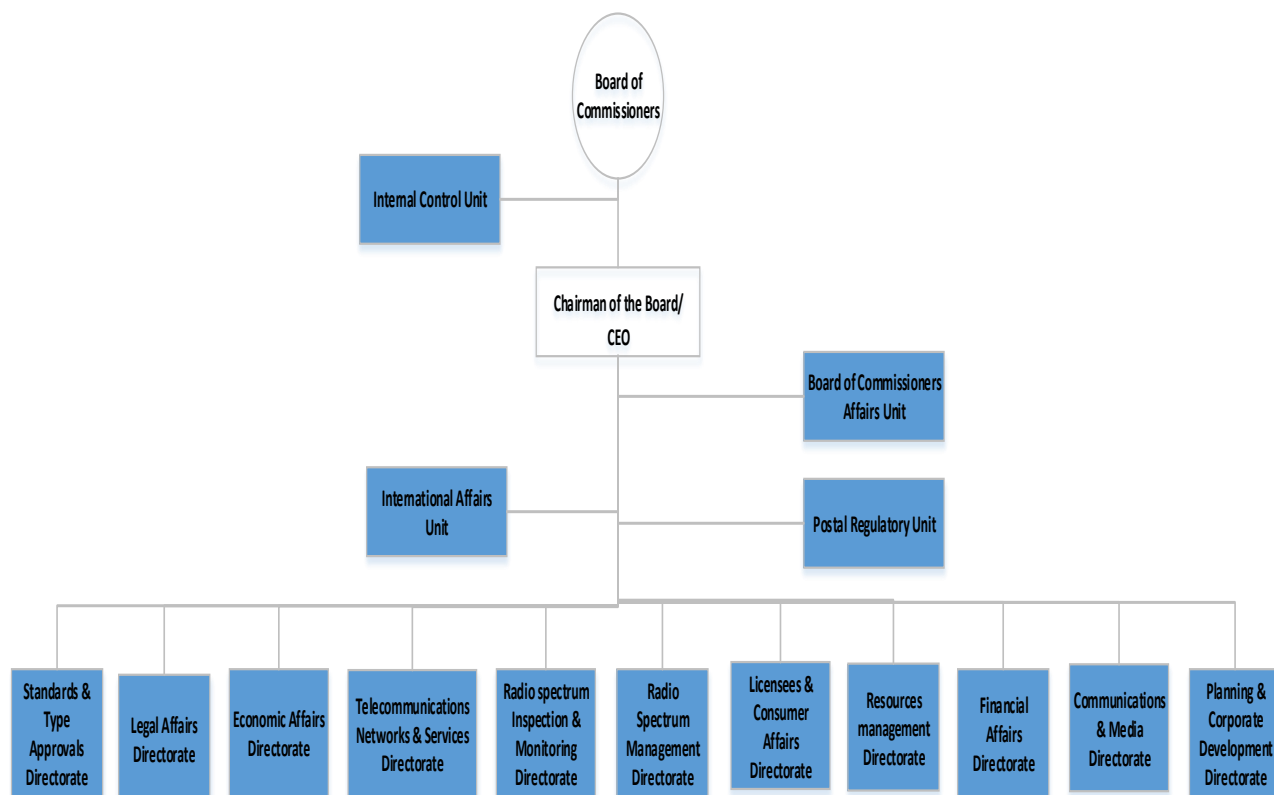 Board of
Commissioners
Internal Control Unit
Chairman of the Board/
CEO
Board of Commissioners
Affairs Unit
International Affairs
Unit
Postal Regulatory Unit
Standards &
Type
Approvals
Directorate
Legal Affairs
Directorate
Economic Affairs
Directorate
Telecommunications
Networks & Services
Directorate
Radio spectrum
Inspection &
Monitoring
Directorate
Radio
Spectrum
Management
Directorate
Licensees &
Consumer
Affairs
Directorate
Resources
management
Directorate
Financial
Affairs
Directorate
Communications
& Media
Directorate
Planning &
Corporate
Development
Directorate